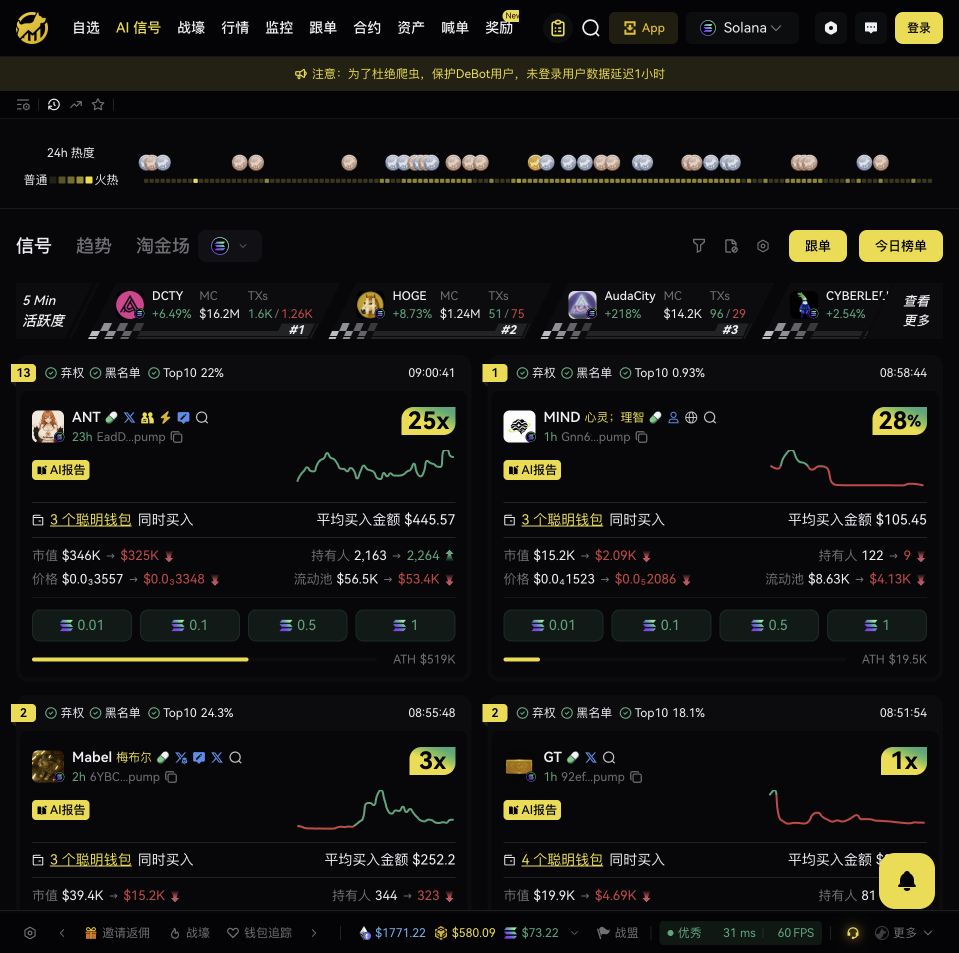 自选 AI 信号 战壕 行情 监控 跟单 合约 资产 喊单 奖励 New App Solana 登录
注意：为了杜绝爬虫，保护DeBot用户，未登录用户数据延迟1小时
24h 热度
普通 火热
信号 趋势 淘金场 跟单 今日榜单
5 Min 活跃度
DCTY MC TxS
+6.49% $16.2M 1.6K / 1.26K
#1
HOGE MC TXs
+8.73% $1.24M 51 / 75
#2
AudaCity MC TXs
+218% $14.2K 96 / 29
#3
+2.54%
查看更多
13 弃权 黑名单 Top10 22% 09:00:41
ANT 25x
23h EadD...pump
AI报告
3 个聪明钱包 同时买入 平均买入金额 $445.57
市值 $346K → $325K 持有人 2,163 → 2,264
价格 $0.0₃3557 → $0.0₃3348 流动池 $56.5K → $53.4K
0.01 0.1 0.5 1
ATH $519K
1 弃权 黑名单 Top10 0.93% 08:58:44
MIND 心灵；理智 28%
1h Gnn6...pump
AI报告
3 个聪明钱包 同时买入 平均买入金额 $105.45
市值 $15.2K → $2.09K 持有人 122 → 9
价格 $0.0₄1523 → $0.0₅2086 流动池 $8.63K → $4.13K
0.01 0.1 0.5 1
ATH $19.5K
2 弃权 黑名单 Top10 24.3% 08:55:48
Mabel 梅布尔 3x
2h 6YBC...pump
AI报告
3 个聪明钱包 同时买入 平均买入金额 $252.2
市值 $39.4K → $15.2K 持有人 344 → 323
2 弃权 黑名单 Top10 18.1% 08:51:54
GT 1x
1h 92ef...pump
AI报告
4 个聪明钱包 同时买入 平均买入金额
市值 $19.9K → $4.69K 持有人 81
邀请返佣 战壕 钱包追踪 $1771.22 $580.09 $73.22 战盟 优秀 31 ms 60 FPS 更多